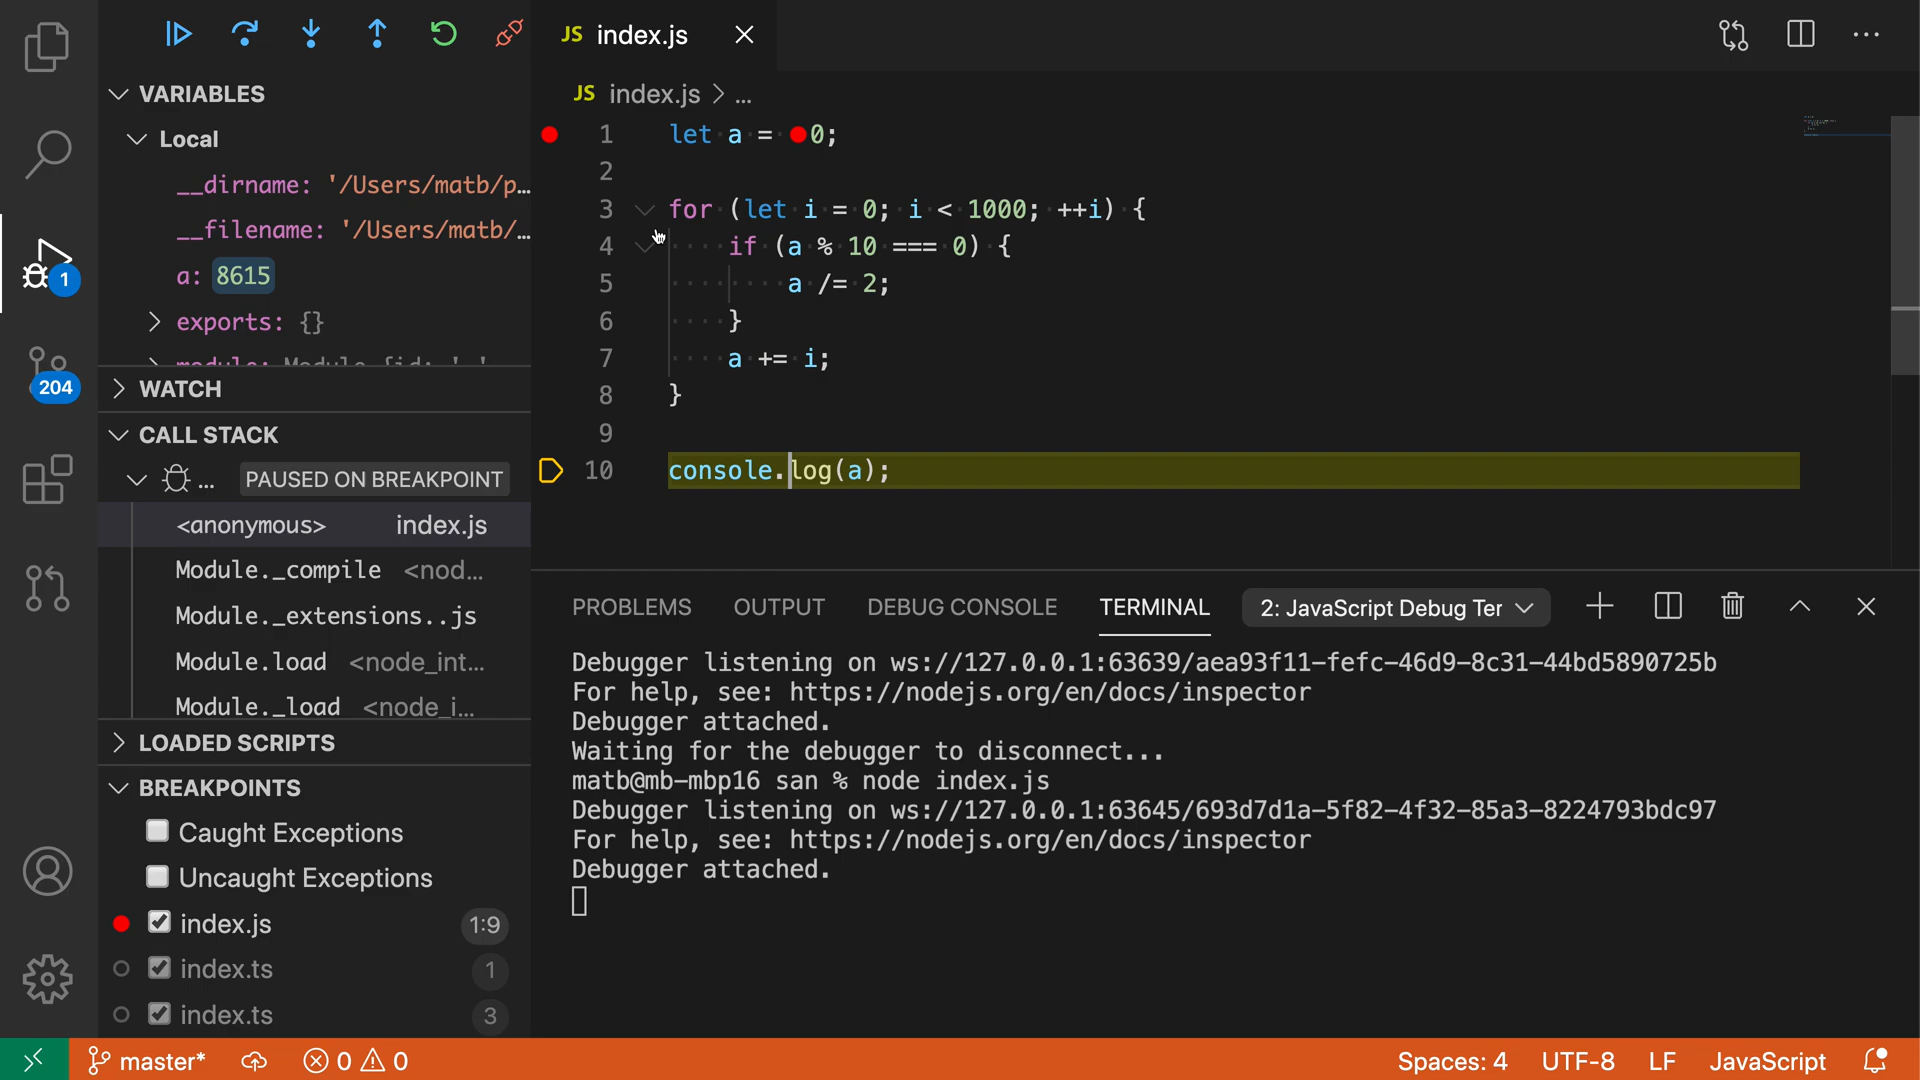 JS index.js
VARIABLES
Local
__dirname: '/Users/matb/p…
__filename: '/Users/matb/…
a: 8615
exports: {}
WATCH
CALL STACK
... PAUSED ON BREAKPOINT
<anonymous> index.js
Module._compile <nod…
Module._extensions..js
Module.load <node_int…
Module._load <node_i…
LOADED SCRIPTS
BREAKPOINTS
Caught Exceptions
Uncaught Exceptions
index.js 1:9
index.ts 1
index.ts 3
1
204
JS index.js > ...
1 let a = 0;
2
3 for (let i = 0; i < 1000; ++i) {
4 if (a % 10 === 0) {
5 a /= 2;
6 }
7 a += i;
8 }
9
10 console.log(a);
PROBLEMS OUTPUT DEBUG CONSOLE TERMINAL 2: JavaScript Debug Ter
Debugger listening on ws://127.0.0.1:63639/aea93f11-fefc-46d9-8c31-44bd5890725b
For help, see: https://nodejs.org/en/docs/inspector
Debugger attached.
Waiting for the debugger to disconnect...
matb@mb-mbp16 san % node index.js
Debugger listening on ws://127.0.0.1:63645/693d7d1a-5f82-4f32-85a3-8224793bdc97
For help, see: https://nodejs.org/en/docs/inspector
Debugger attached.
master* 0 0 Spaces: 4 UTF-8 LF JavaScript